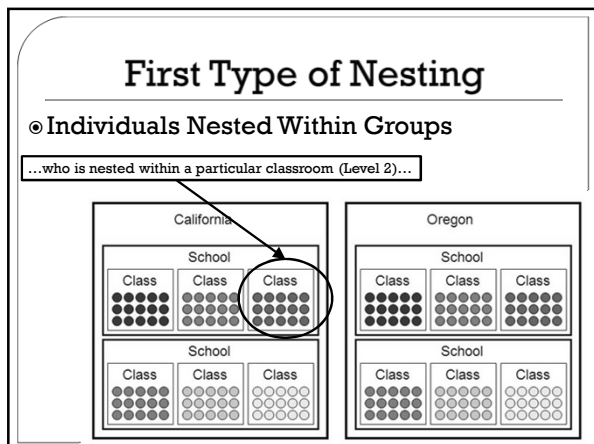 First Type of Nesting
Individuals Nested Within Groups
...who is nested within a particular classroom (Level 2)...
California
School
Class Class Class
School
Class Class Class
Oregon
School
Class Class Class
School
Class Class Class